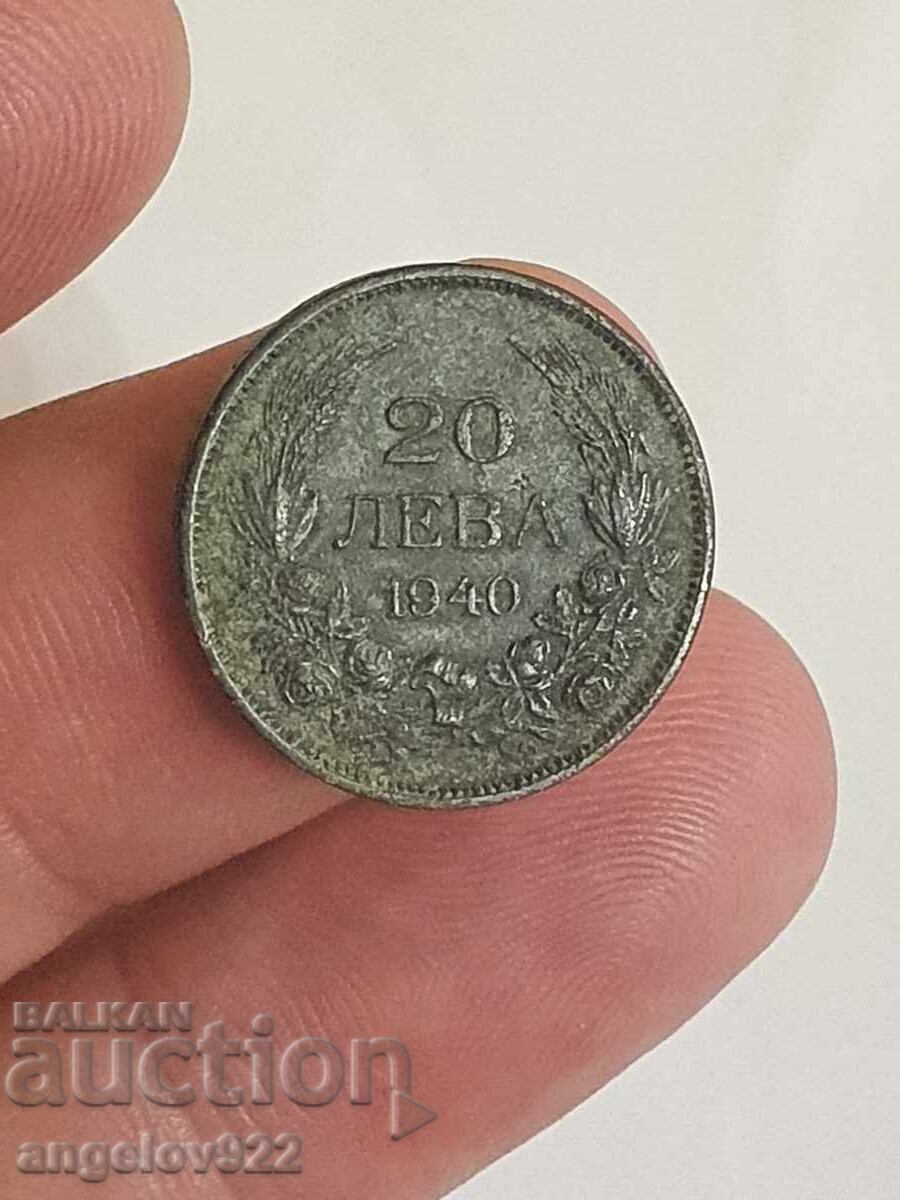 20
ЛЕВА
1940
BALKAN
auction
angelov922